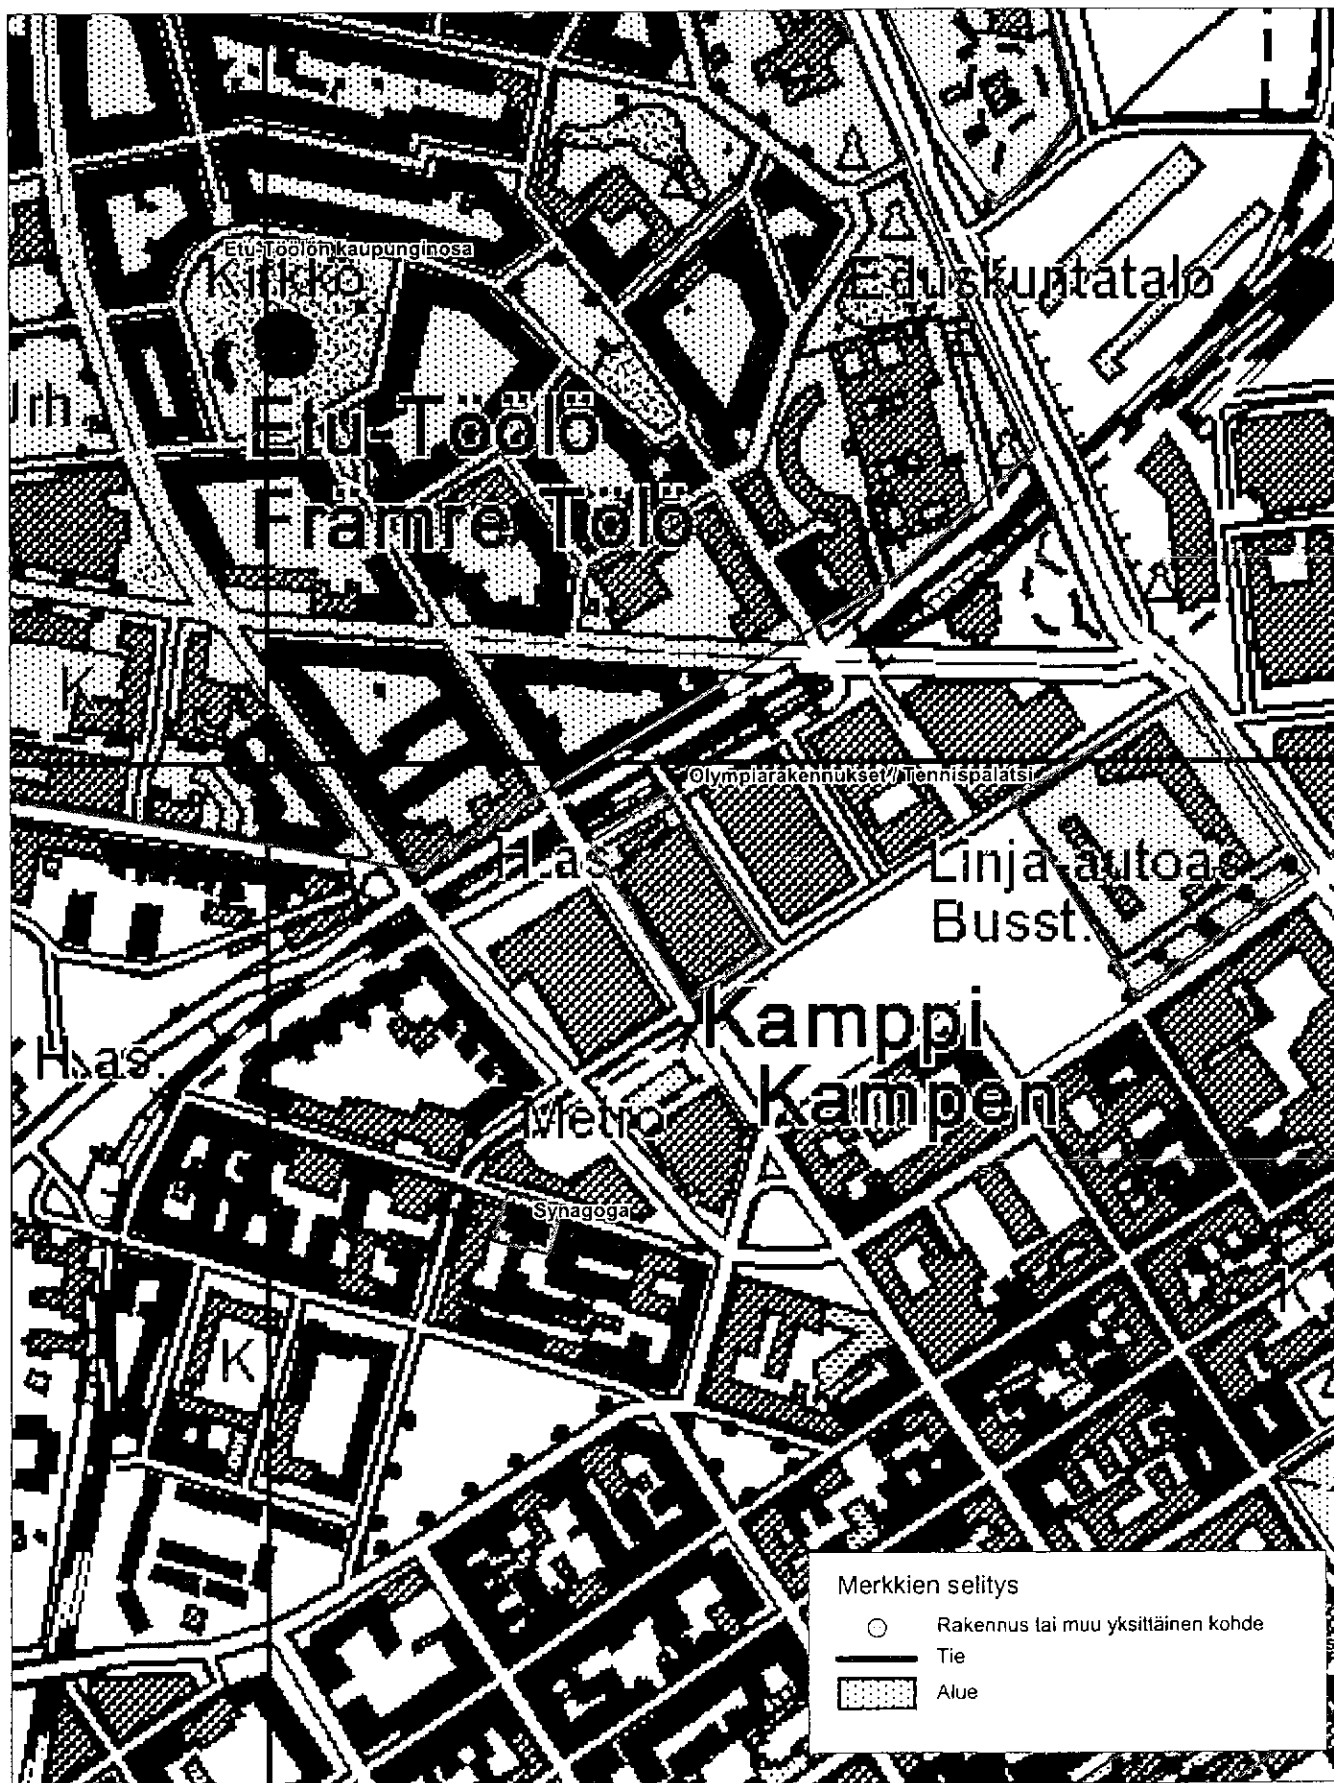 Etu-Töölön kaupunginosa
Kirkko
Eduskuntatalo
Urh
Etu-Töölö
Främre Tölö
K
Olympiarakennukset / Tennispalatsi
H.as.
Linja-autoas.
Busst.
Kamppi
Kampen
H.as.
Metro
Synagoga
K
K
Merkkien selitys
Rakennus tai muu yksittäinen kohde
Tie
Alue